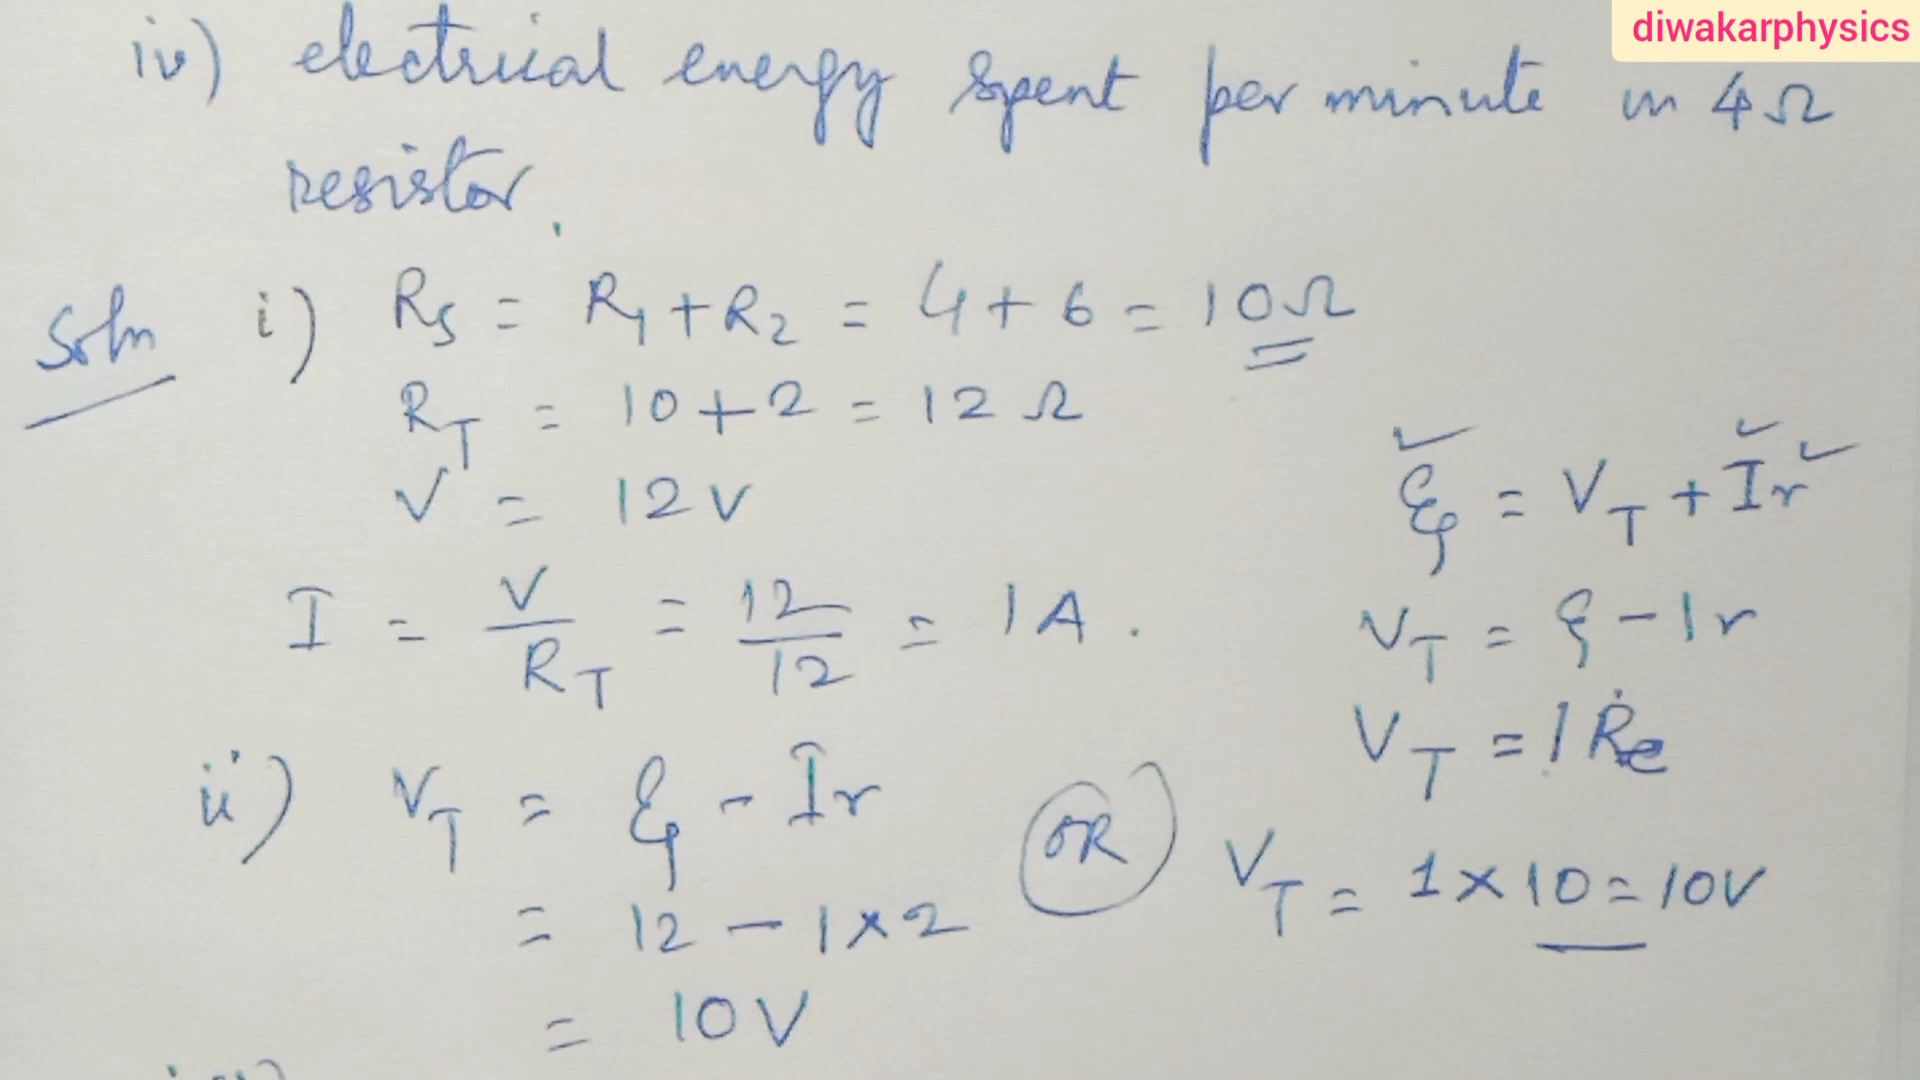 diwakarphysics
iv) electrical energy spent per minute in 4Ω
resistor.
Soln i) RS = R1 + R2 = 4 + 6 = 10Ω
RT = 10 + 2 = 12 Ω
V = 12V
I = V/RT = 12/12 = 1A.
ξ = VT + Ir
VT = ξ - Ir
VT = IRe
ii) VT = ξ - Ir
= 12 - 1×2
= 10V
OR
VT = 1×10 = 10V